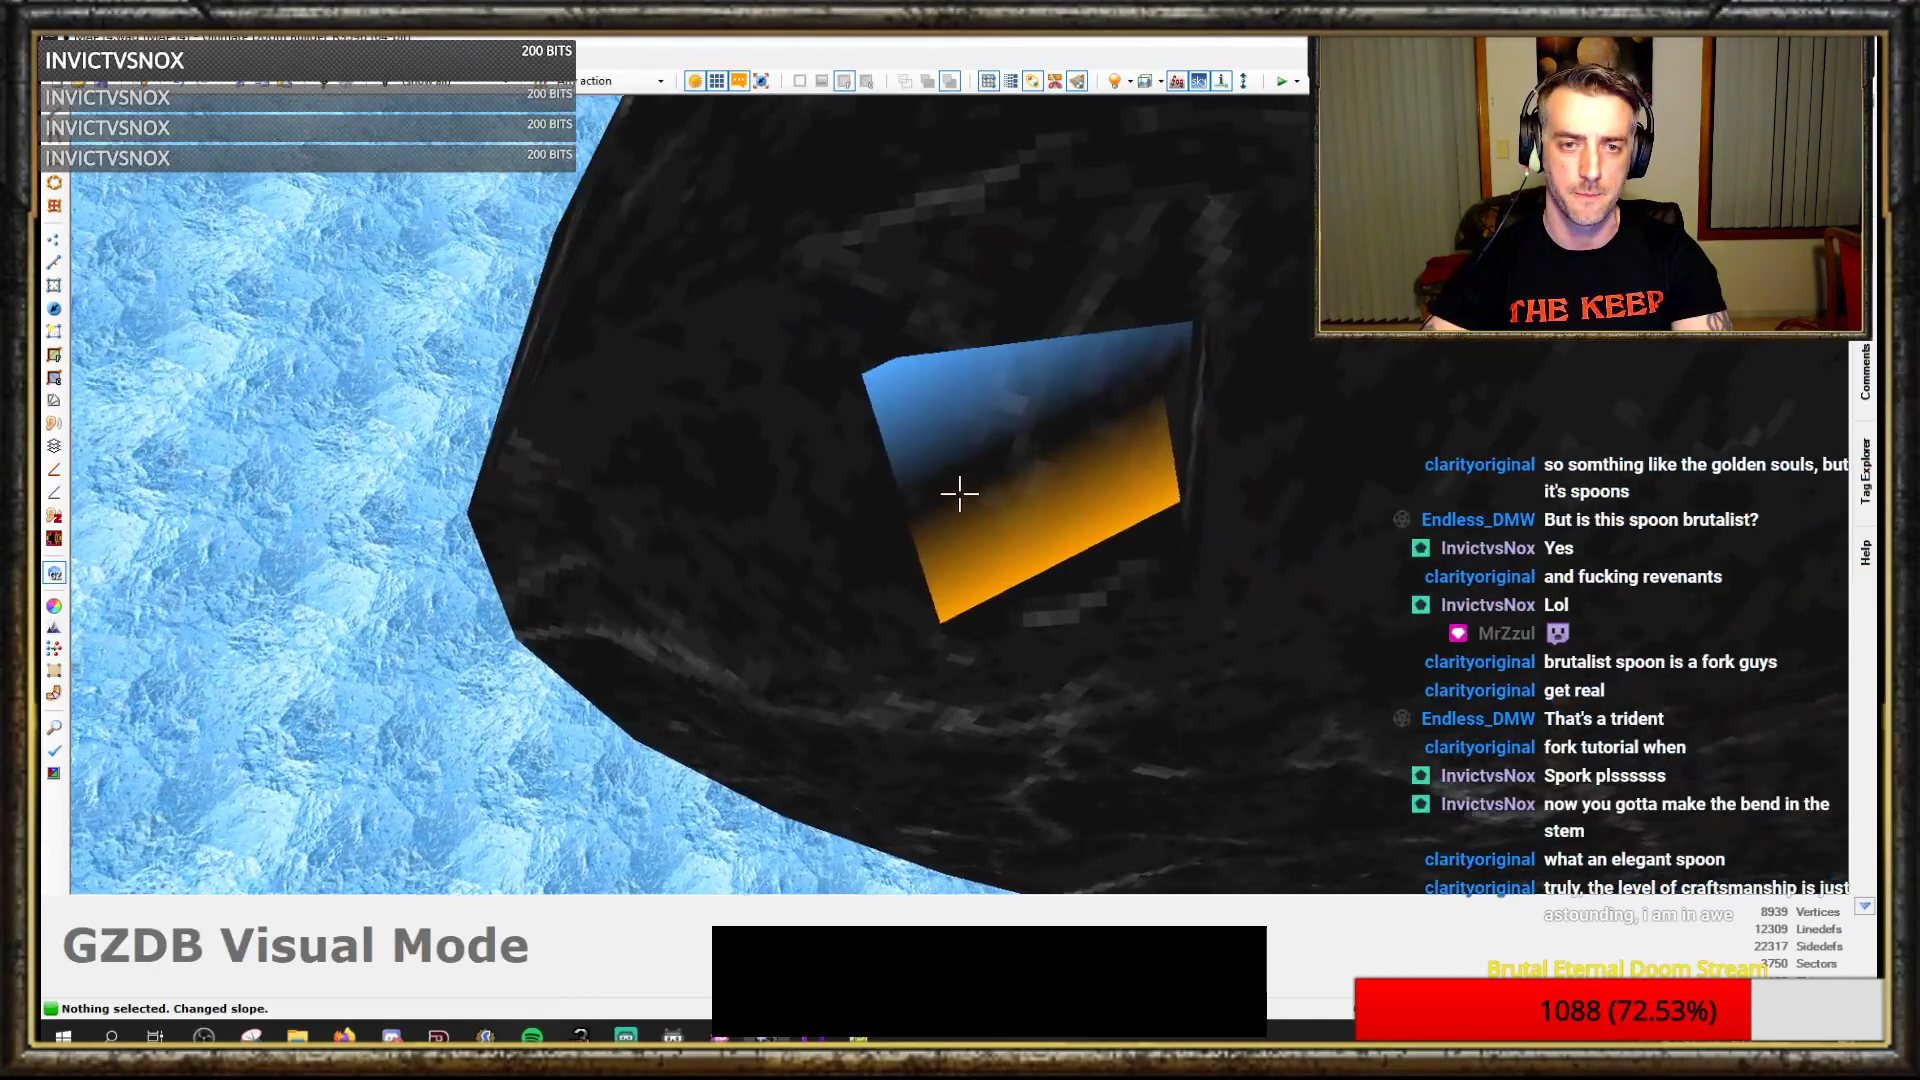 INVICTVSNOX 200 BITS
INVICTVSNOX 200 BITS
INVICTVSNOX 200 BITS
INVICTVSNOX 200 BITS
action
THE KEEP
Comments
Tag Explorer
Help
clarityoriginal so somthing like the golden souls, but
it's spoons
Endless_DMW But is this spoon brutalist?
InvictvsNox Yes
clarityoriginal and fucking revenants
InvictvsNox Lol
MrZzul
clarityoriginal brutalist spoon is a fork guys
clarityoriginal get real
Endless_DMW That's a trident
clarityoriginal fork tutorial when
InvictvsNox Spork plssssss
InvictvsNox now you gotta make the bend in the
stem
clarityoriginal what an elegant spoon
clarityoriginal truly, the level of craftsmanship is just
astounding, i am in awe
8939 Vertices
12309 Linedefs
22317 Sidedefs
3750 Sectors
GZDB Visual Mode
Brutal Eternal Doom Stream
1088 (72.53%)
Nothing selected. Changed slope.